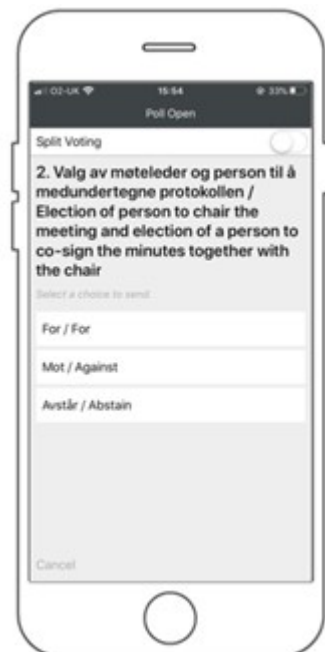 O2-UK 15:54 33%
Poll Open
Split Voting
2. Valg av møteleder og person til å
medundertegne protokollen /
Election of person to chair the
meeting and election of a person to
co-sign the minutes together with
the chair
Select a choice to send
For / For
Mot / Against
Avstår / Abstain
Cancel